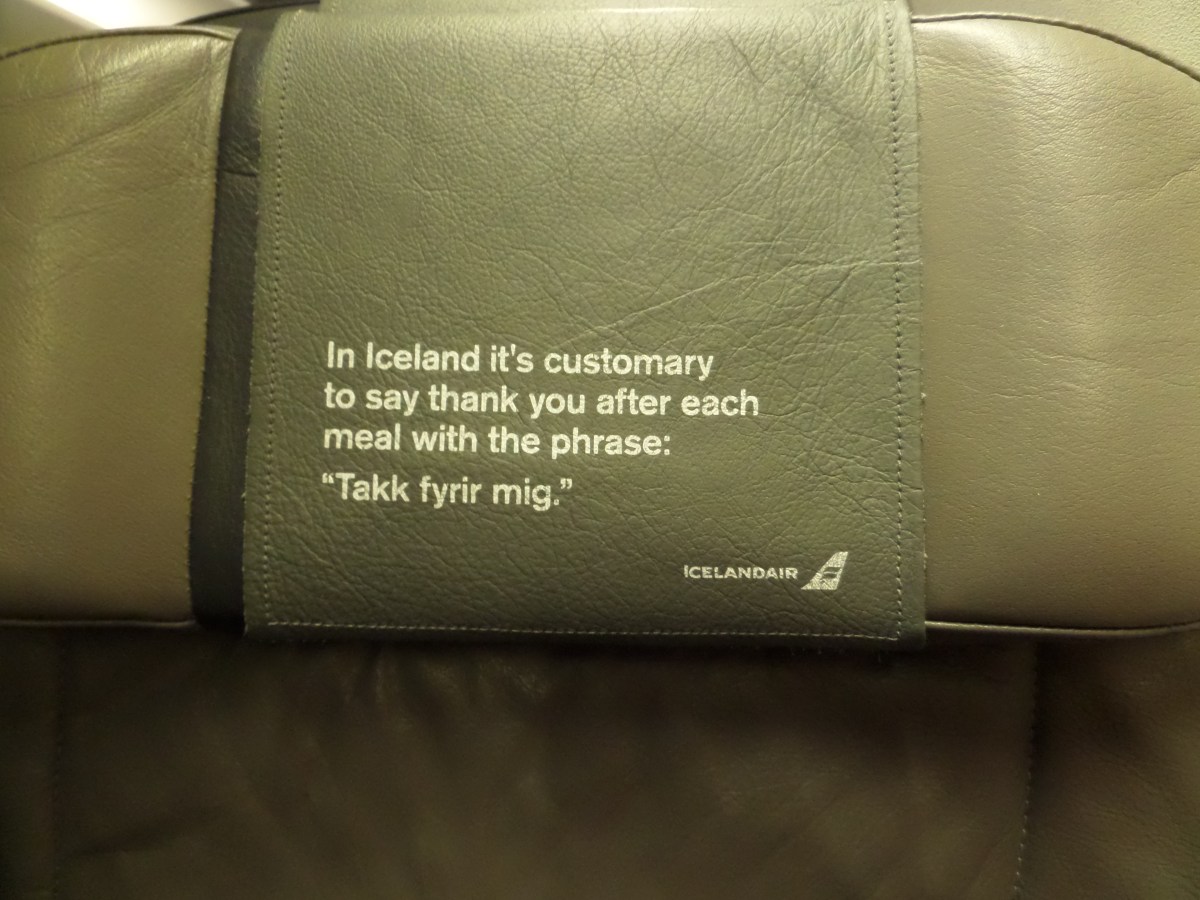 In Iceland it's customary
to say thank you after each
meal with the phrase:
“Takk fyrir mig.”
ICELANDAIR